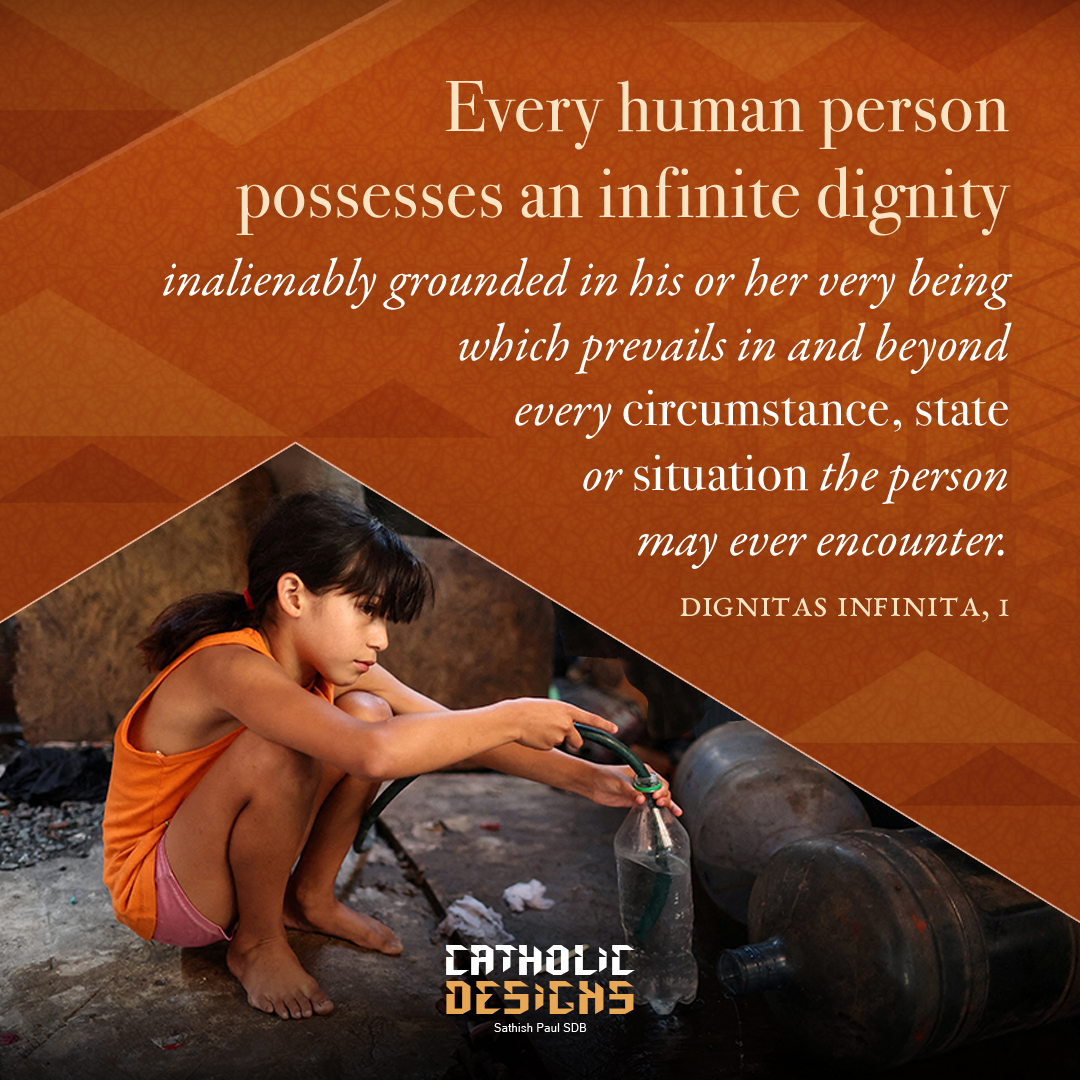 Every human person
possesses an infinite dignity
inalienably grounded in his or her very being
which prevails in and beyond
every circumstance, state
or situation the person
may ever encounter.
DIGNITAS INFINITA, 1
CATHOLIC
DESIGNS
Sathish Paul SDB